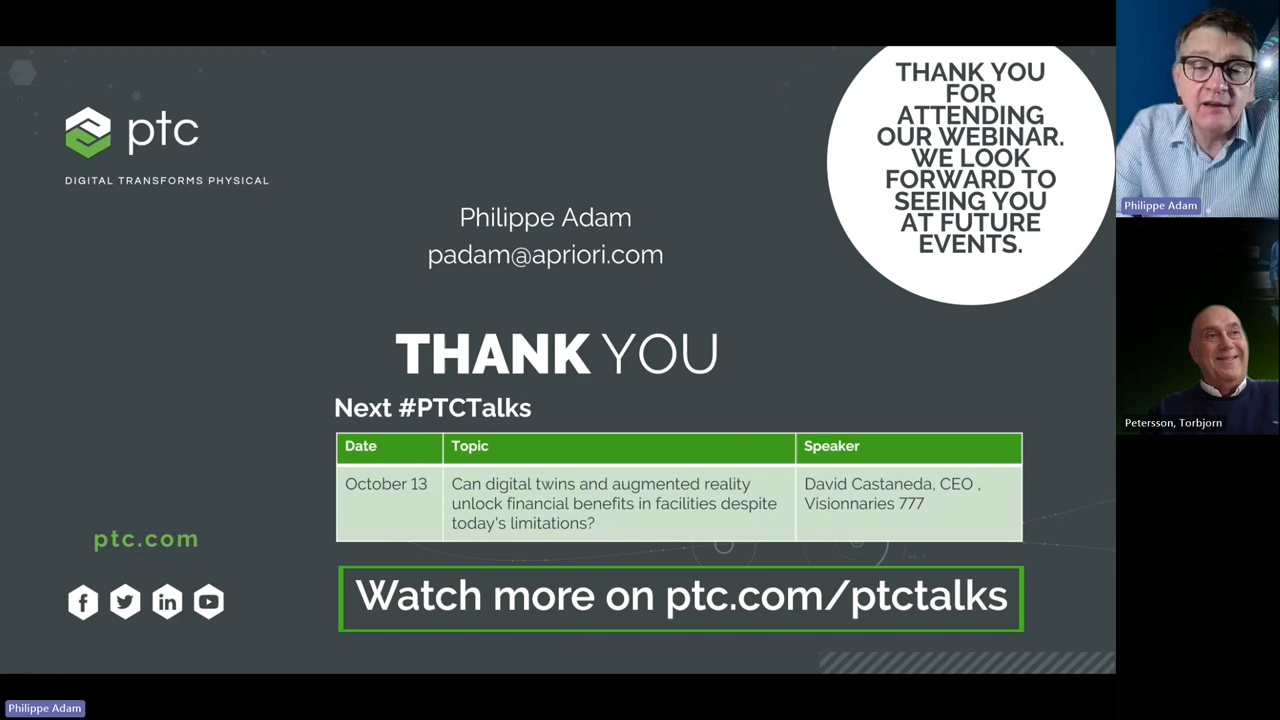 ptc
DIGITAL TRANSFORMS PHYSICAL
THANK YOU
FOR
ATTENDING
OUR WEBINAR.
WE LOOK
FORWARD TO
SEEING YOU
AT FUTURE
EVENTS.
Philippe Adam
padam@apriori.com
THANK YOU
Next #PTCTalks
Date Topic Speaker
October 13 Can digital twins and augmented reality David Castaneda, CEO ,
unlock financial benefits in facilities despite Visionnaries 777
today's limitations?
ptc.com
Watch more on ptc.com/ptctalks
Philippe Adam
Petersson, Torbjorn
Philippe Adam